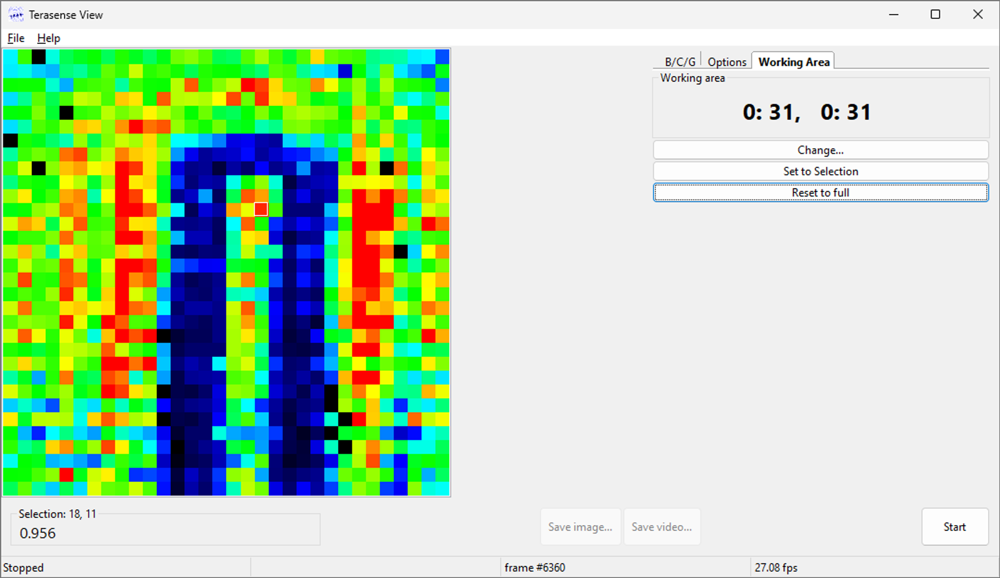 Terasense View
File Help
B/C/G Options Working Area
Working area
0: 31, 0: 31
Change...
Set to Selection
Reset to full
Selection: 18, 11
0.956
Save image... Save video... Start
Stopped frame #6360 27.08 fps